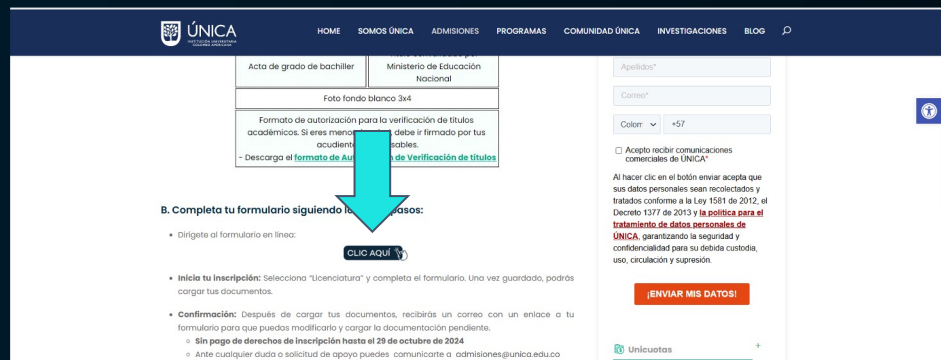 ÚNICA
INSTITUCIÓN UNIVERSITARIA
COLOMBO AMERICANA
HOME SOMOS ÚNICA ADMISIONES PROGRAMAS COMUNIDAD ÚNICA INVESTIGACIONES BLOG
Acta de grado de bachiller
Ministerio de Educación
Nacional
Foto fondo blanco 3x4
Formato de autorización para la verificación de títulos
académicos. Si eres debe ir firmado por tus
- Descarga el formato de de Verificación de títulos
B. Completa tu formulario siguiendo pasos:
• Dirígete al formulario en línea:
CLIC AQUÍ
• Inicia tu inscripción: Selecciona "Licenciatura" y completa el formulario. Una vez guardado, podrás
cargar tus documentos.
• Confirmación: Después de cargar tus documentos, recibirás un correo con un enlace a tu
formulario para que puedas modificarlo y cargar la documentación pendiente.
Sin pago de derechos de inscripción hasta el 29 de octubre de 2024
Ante cualquier duda o solicitud de apoyo puedes comunicarte a admisiones@unica.edu.co
Apellidos*
Correo*
Colom +57
Acepto recibir comunicaciones
comerciales de ÚNICA*
Al hacer clic en el botón enviar acepta que
sus datos personales sean recolectados y
tratados conforme a la Ley 1581 de 2012, el
Decreto 1377 de 2013 y la política para el
tratamiento de datos personales de
ÚNICA, garantizando la seguridad y
confidencialidad para su debida custodia,
uso, circulación y supresión.
¡ENVIAR MIS DATOS!
Unicuotas +